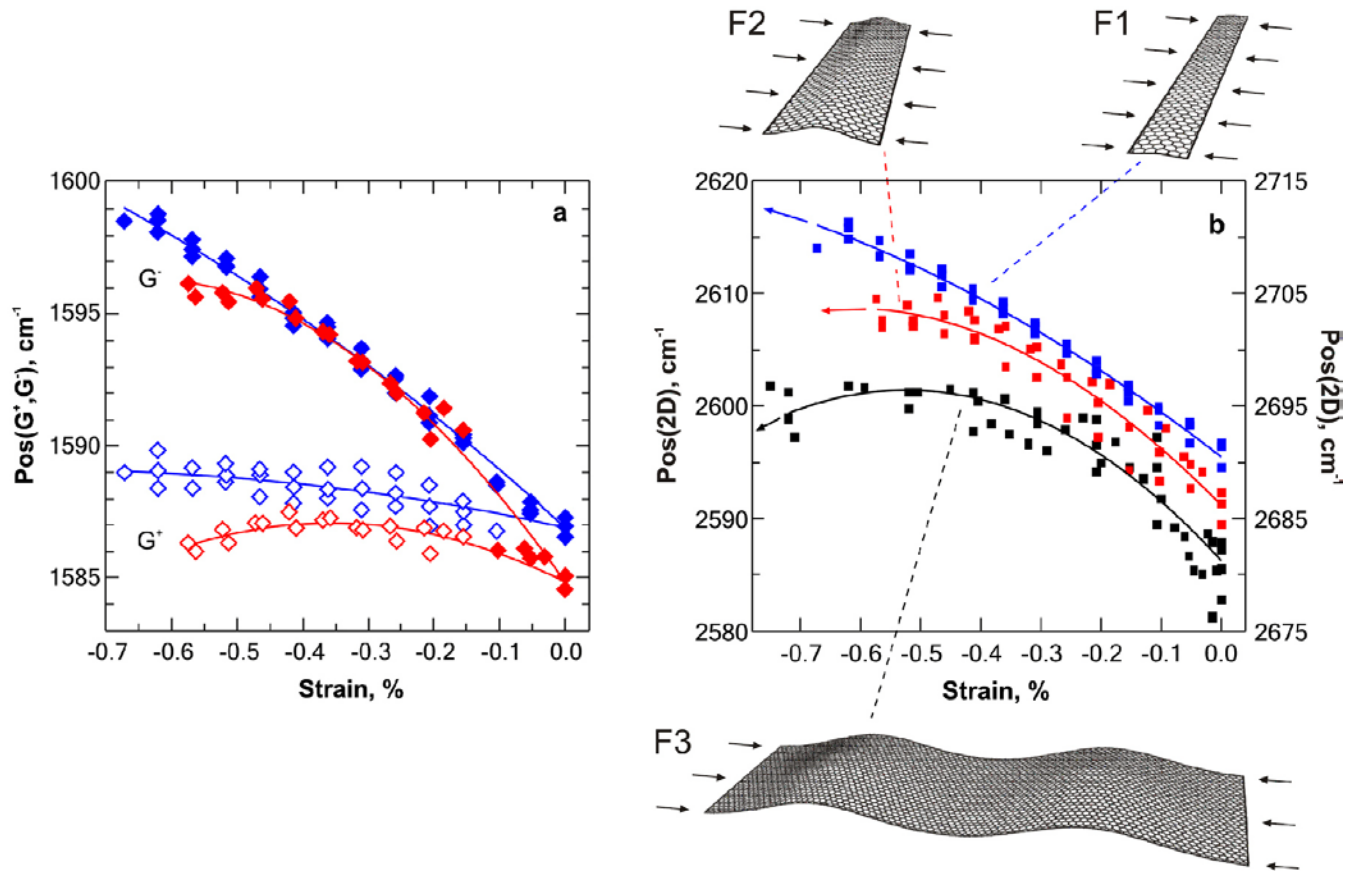 F2
F1
1600
1595
1590
1585
Pos(G⁺,G⁻), cm⁻¹
a
G⁻
G⁺
-0.7 -0.6 -0.5 -0.4 -0.3 -0.2 -0.1 0.0
Strain, %
2620
2610
2600
2590
2580
Pos(2D), cm⁻¹
b
2715
2705
2695
2685
2675
Pos(2D), cm⁻¹
-0.7 -0.6 -0.5 -0.4 -0.3 -0.2 -0.1 0.0
Strain, %
F3